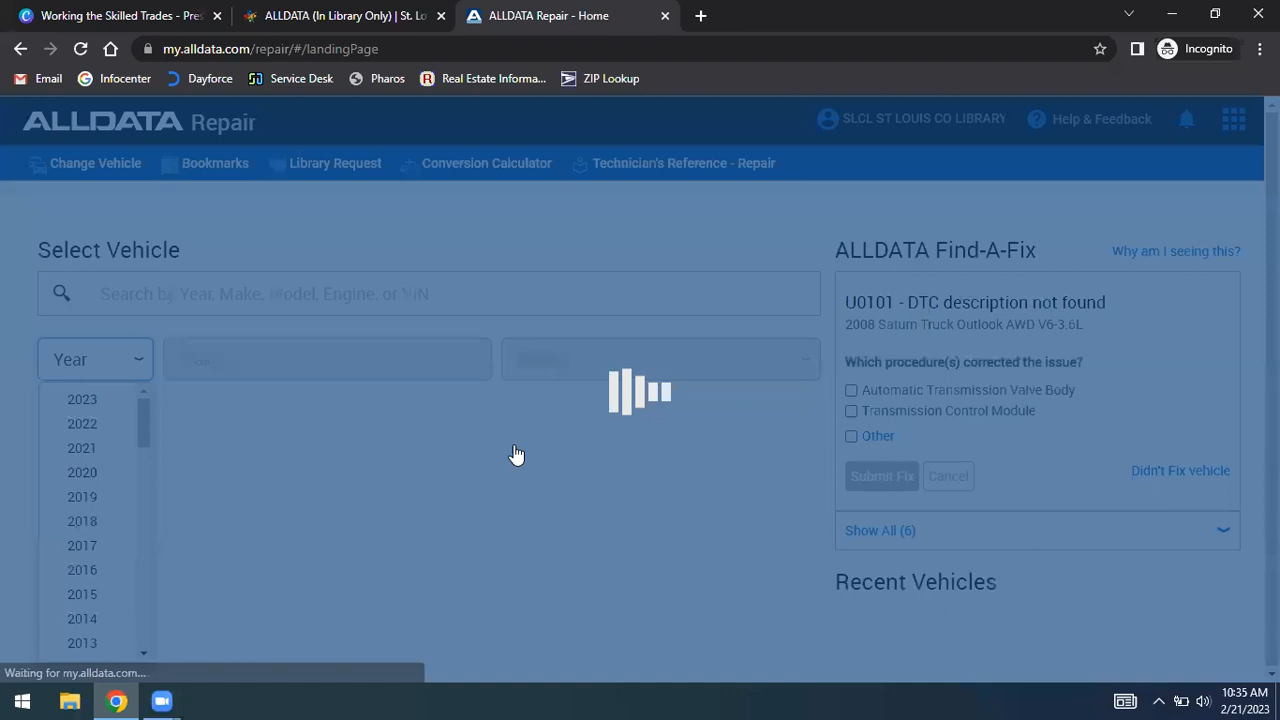 Working the Skilled Trades - Pres
ALLDATA (In Library Only) | St. Lo
ALLDATA Repair - Home
my.alldata.com/repair/#/landingPage
Incognito
Email
Infocenter
Dayforce
Service Desk
Pharos
Real Estate Informa...
ZIP Lookup
ALLDATA Repair
SLCL ST LOUIS CO LIBRARY
Help & Feedback
Change Vehicle
Bookmarks
Library Request
Conversion Calculator
Technician's Reference - Repair
Select Vehicle
Search by Year, Make, Model, Engine, or VIN
Year
2023
2022
2021
2020
2019
2018
2017
2016
2015
2014
2013
ALLDATA Find-A-Fix
Why am I seeing this?
U0101 - DTC description not found
2008 Saturn Truck Outlook AWD V6-3.6L
Which procedure(s) corrected the issue?
Automatic Transmission Valve Body
Transmission Control Module
Other
Submit Fix
Cancel
Didn't Fix vehicle
Show All (6)
Recent Vehicles
Waiting for my.alldata.com...
10:35 AM
2/21/2023